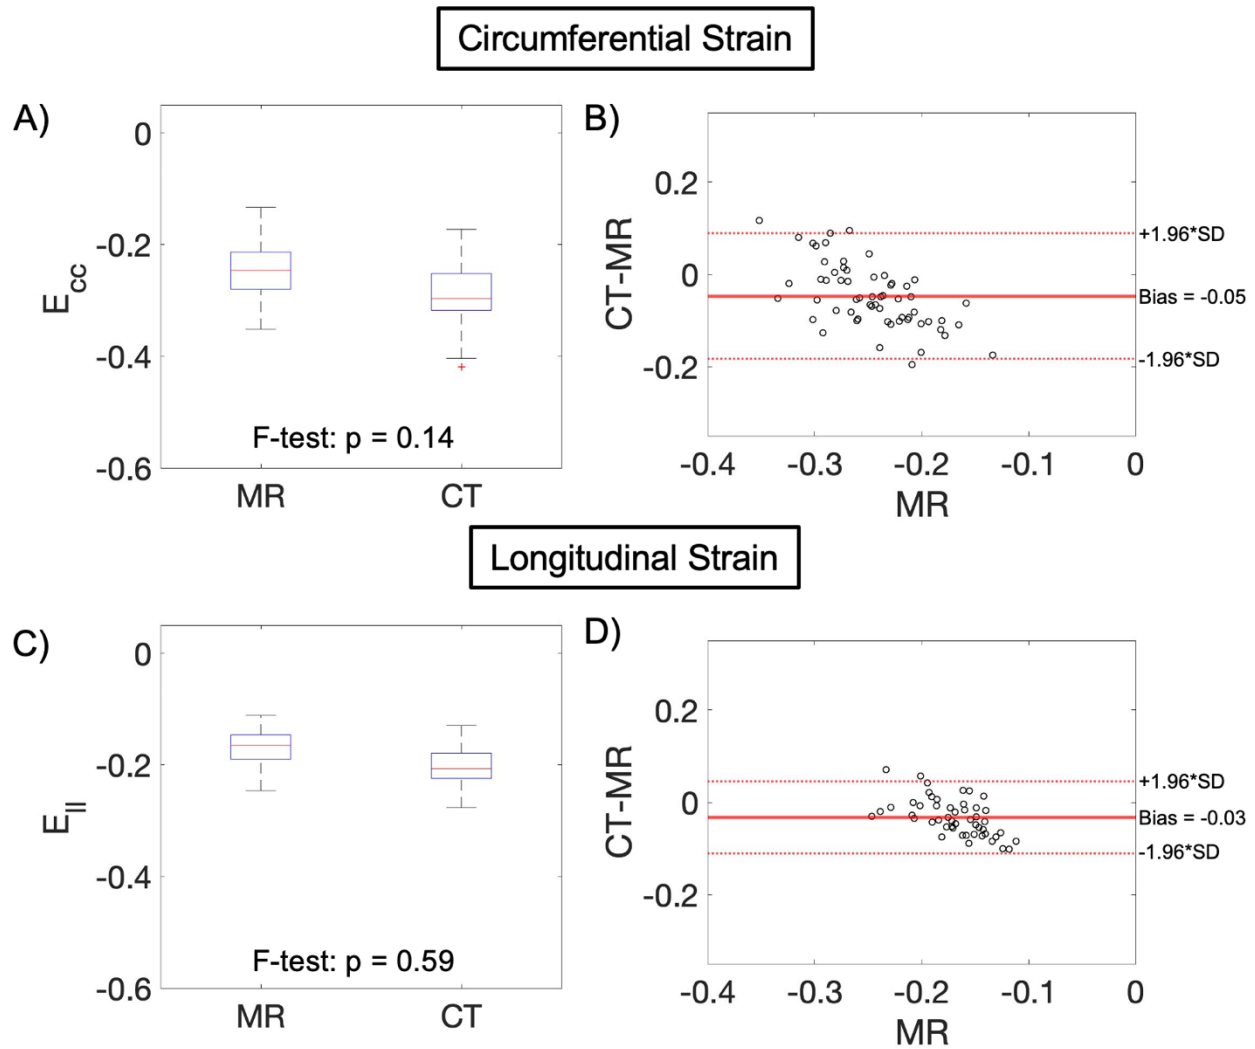 Circumferential Strain
A)
B)
0
-0.2
-0.4
-0.6
Ecc
F-test: p = 0.14
MR
CT
0.2
0
-0.2
CT-MR
+1.96*SD
Bias = -0.05
-1.96*SD
-0.4
-0.3
-0.2
-0.1
0
MR
Longitudinal Strain
C)
D)
0
-0.2
-0.4
-0.6
Ell
F-test: p = 0.59
MR
CT
0.2
0
-0.2
CT-MR
+1.96*SD
Bias = -0.03
-1.96*SD
-0.4
-0.3
-0.2
-0.1
0
MR